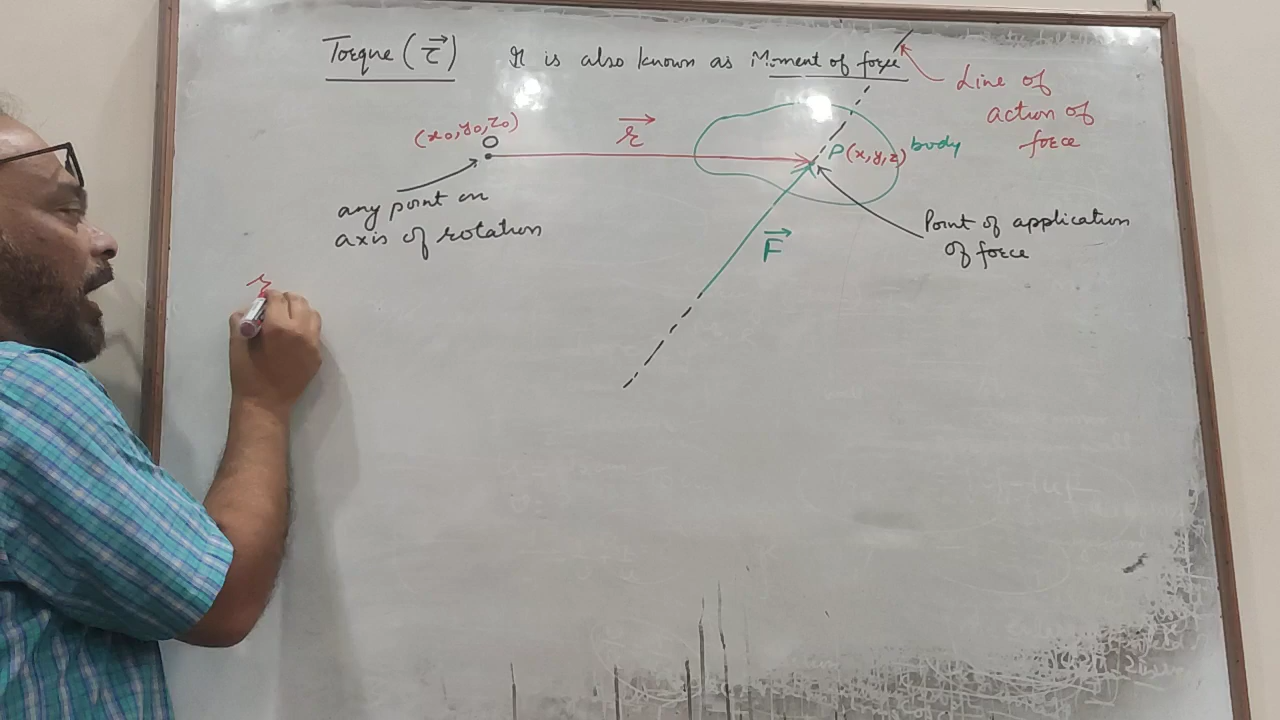 Torque (τ⃗) It is also known as Moment of force
Line of
action of
force
(x₀,y₀,z₀)
O
r⃗
P(x,y,z)
body
any point on
axis of rotation
Point of application
of force
F⃗
r